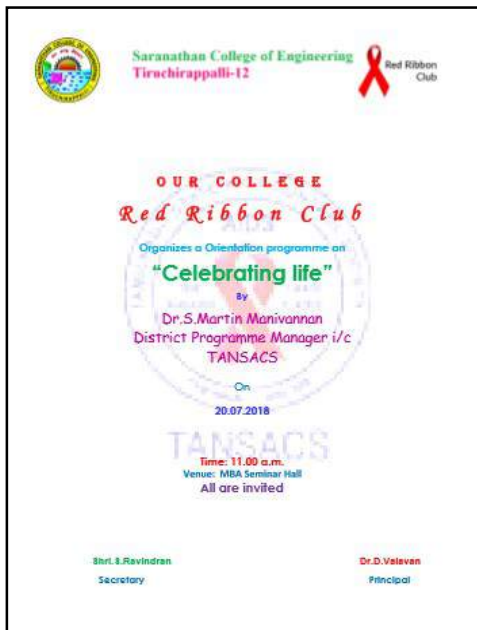 Saranathan College of Engineering
Tiruchirappalli-12
Red Ribbon
Club
OUR COLLEGE
Red Ribbon Club
Organizes a Orientation programme on
“Celebrating life”
By
Dr.S.Martin Manivannan
District Programme Manager i/c
TANSACS
On
20.07.2018
TANSACS
Time: 11.00 a.m.
Venue: MBA Seminar Hall
All are invited
Shri.S.Ravindran
Dr.D.Valavan
Secretary
Principal